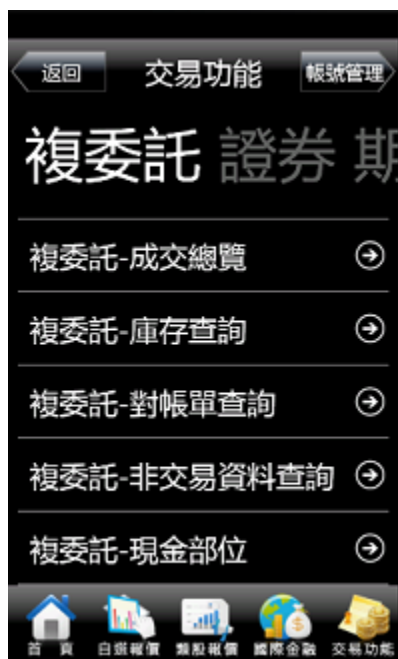 返回 交易功能 帳號管理
複委託 證券 期
複委託-成交總覽
複委託-庫存查詢
複委託-對帳單查詢
複委託-非交易資料查詢
複委託-現金部位
首頁 自選報價 類股報價 國際金融 交易功能